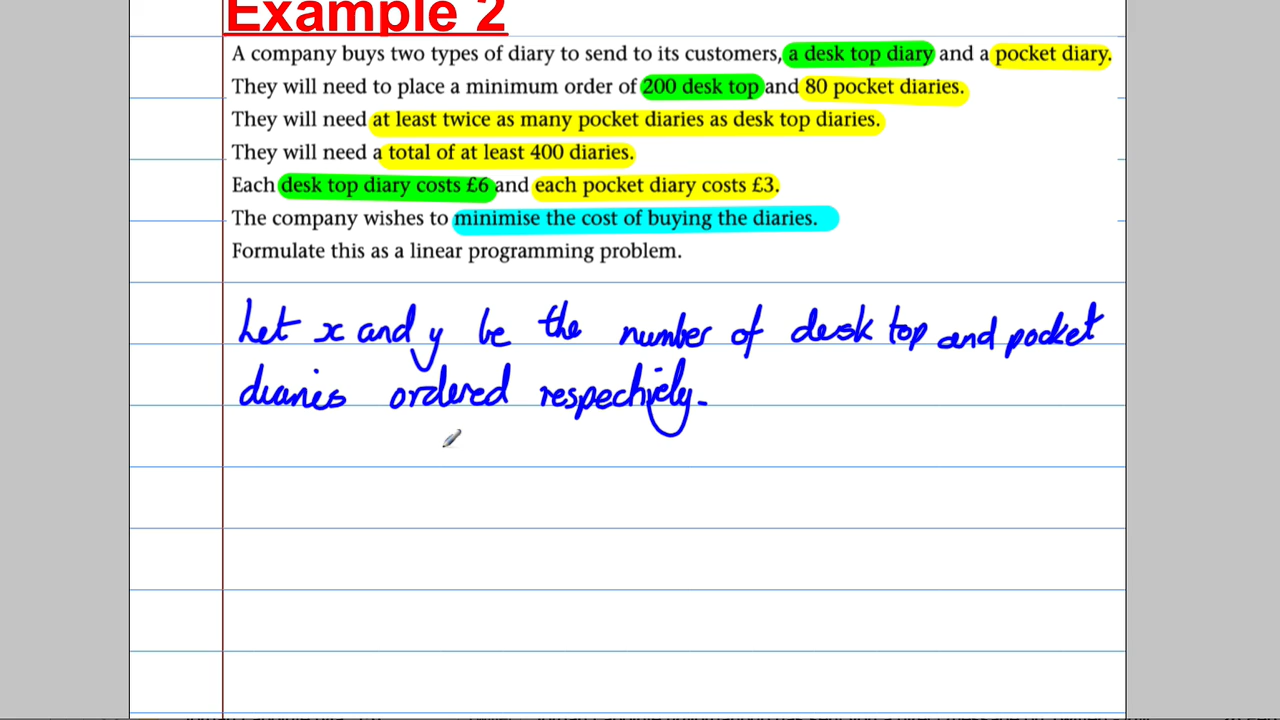 Example 2
A company buys two types of diary to send to its customers, a desk top diary and a pocket diary.
They will need to place a minimum order of 200 desk top and 80 pocket diaries.
They will need at least twice as many pocket diaries as desk top diaries.
They will need a total of at least 400 diaries.
Each desk top diary costs £6 and each pocket diary costs £3.
The company wishes to minimise the cost of buying the diaries.
Formulate this as a linear programming problem.
Let x and y be the number of desk top and pocket
diaries ordered respectively.